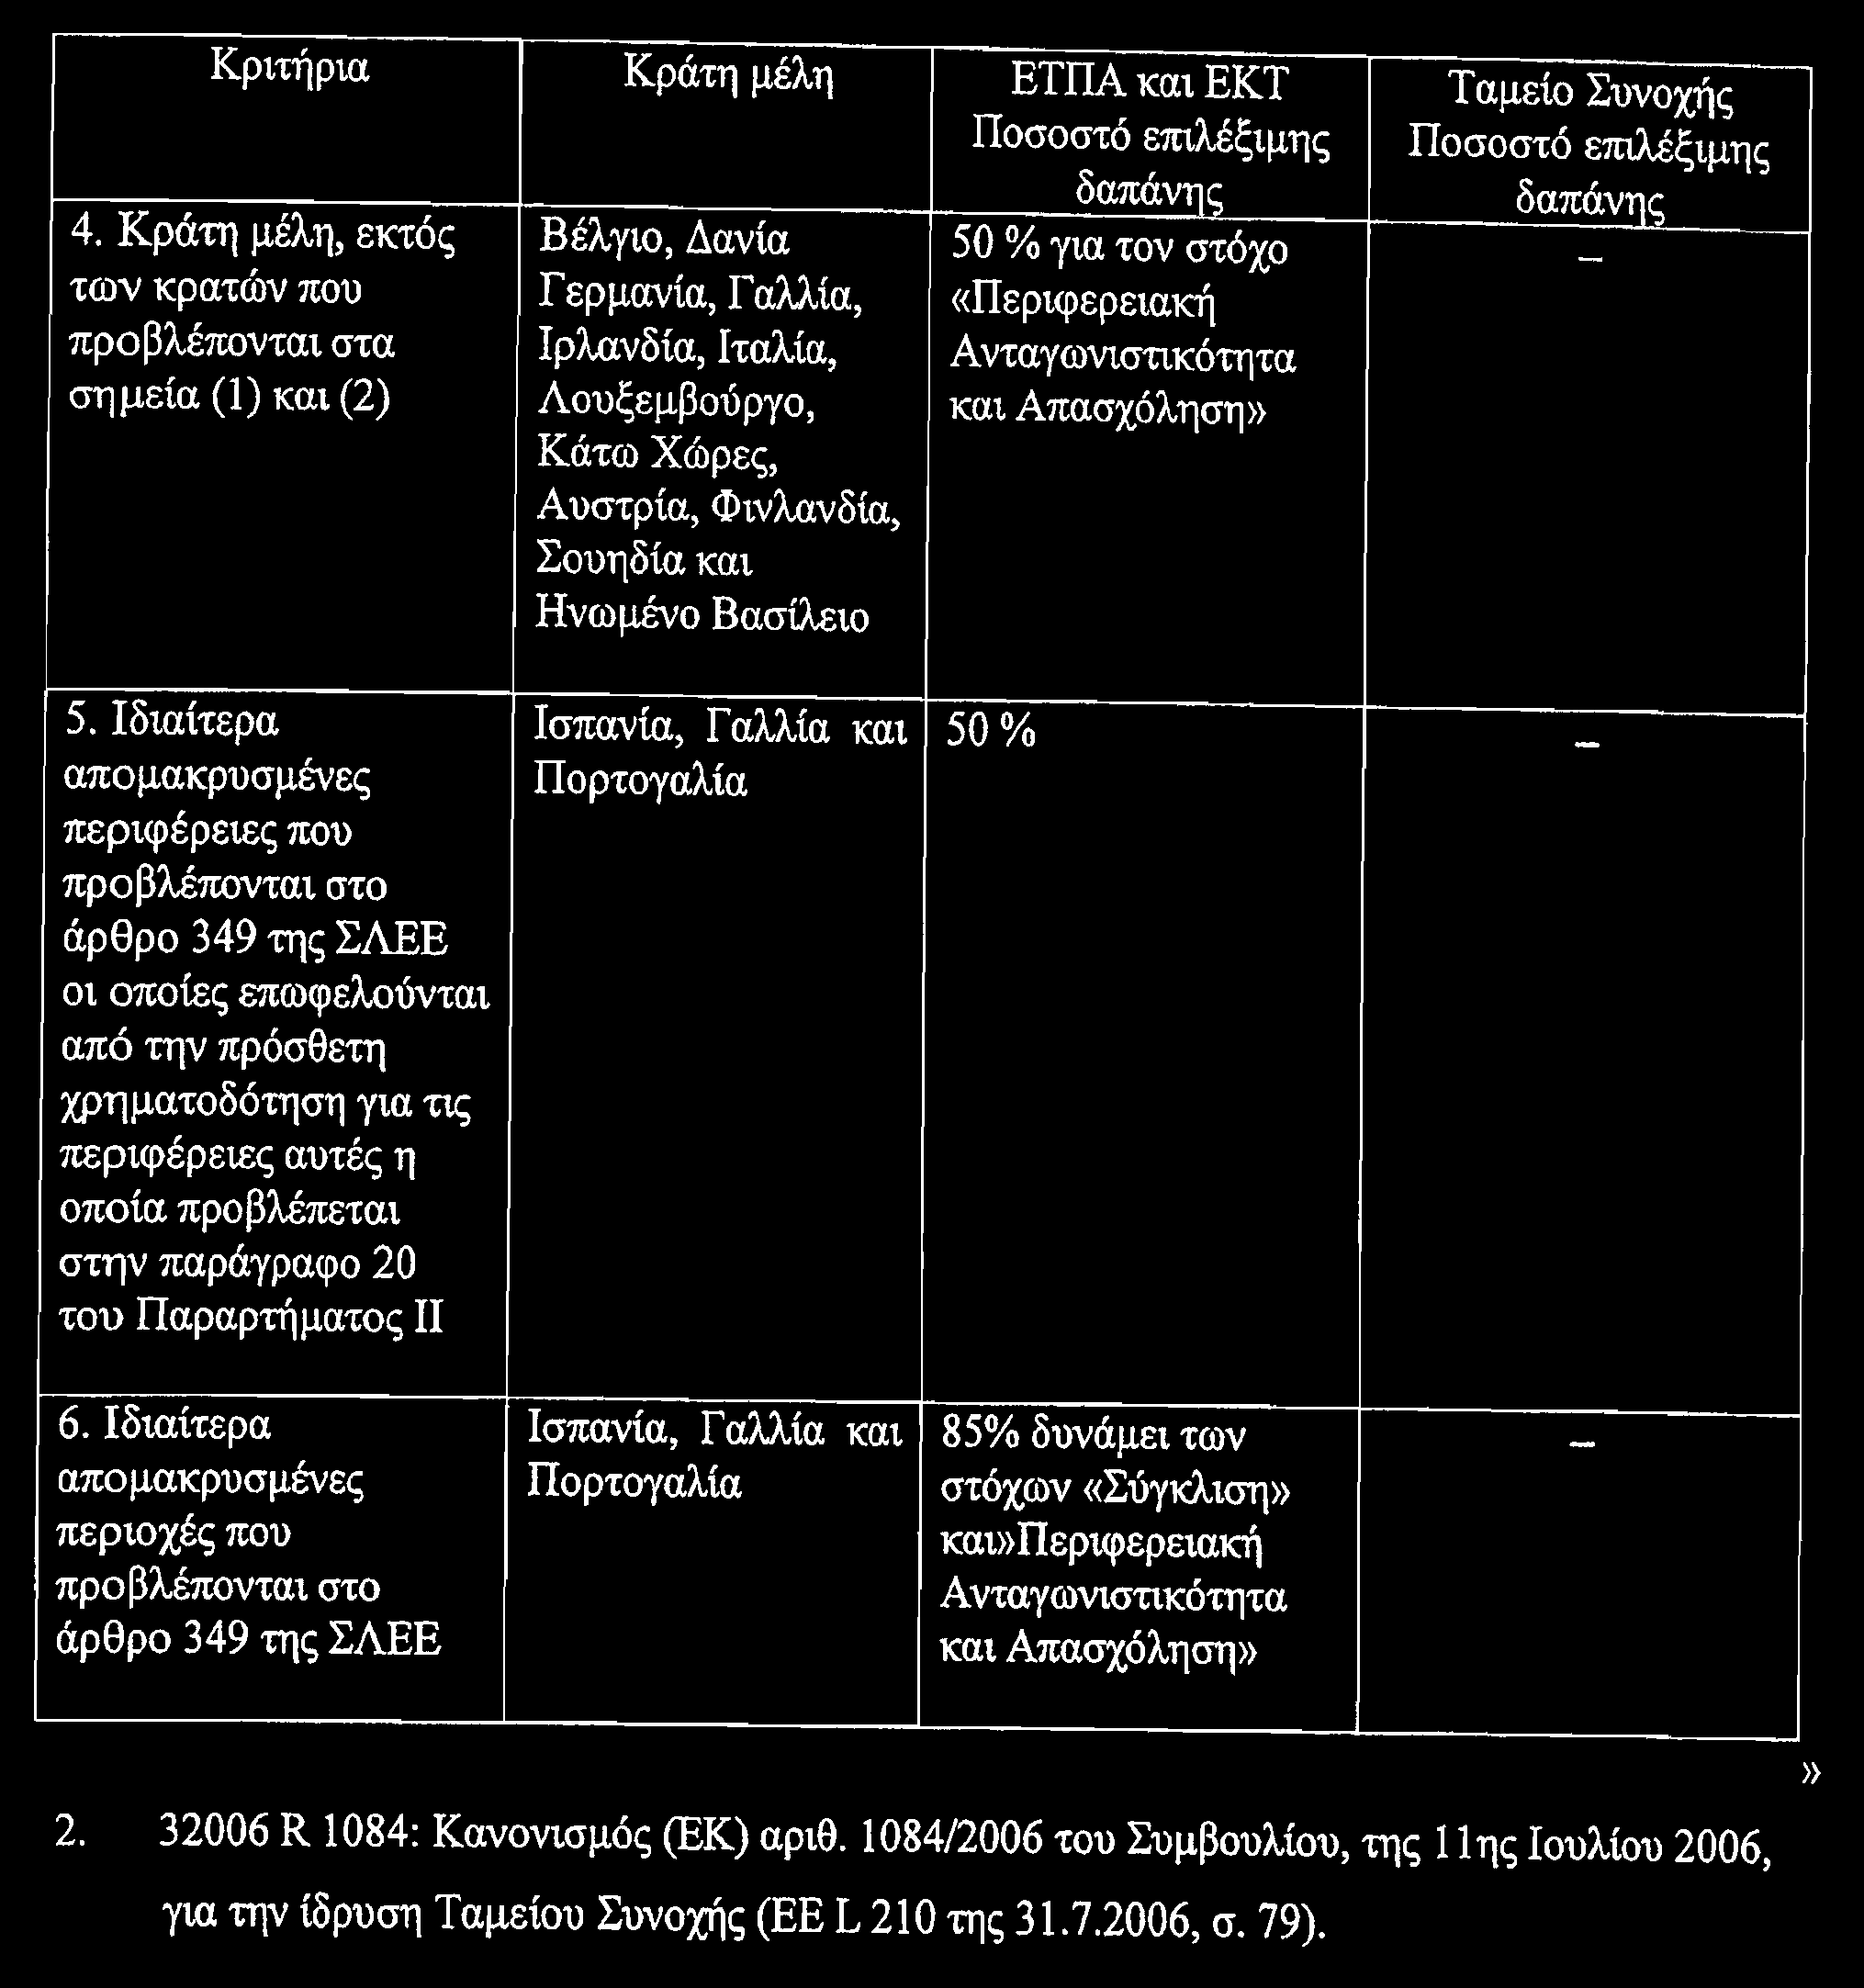 Κριτήρια
Κράτη μέλη
ΕΤΠΑ και ΕΚΤ
Ποσοστό επιλέξιμης
δαπάνης
Ταμείο Συνοχής
Ποσοστό επιλέξιμης
δαπάνης
4. Κράτη μέλη, εκτός
των κρατών που
προβλέπονται στα
σημεία (1) και (2)
Βέλγιο, Δανία
Γερμανία, Γαλλία,
Ιρλανδία, Ιταλία,
Λουξεμβούργο,
Κάτω Χώρες,
Αυστρία, Φινλανδία,
Σουηδία και
Ηνωμένο Βασίλειο
50 % για τον στόχο
«Περιφερειακή
Ανταγωνιστικότητα
και Απασχόληση»
–
5. Ιδιαίτερα
απομακρυσμένες
περιφέρειες που
προβλέπονται στο
άρθρο 349 της ΣΛΕΕ
οι οποίες επωφελούνται
από την πρόσθετη
χρηματοδότηση για τις
περιφέρειες αυτές η
οποία προβλέπεται
στην παράγραφο 20
του Παραρτήματος ΙΙ
Ισπανία, Γαλλία και
Πορτογαλία
50 %
–
6. Ιδιαίτερα
απομακρυσμένες
περιοχές που
προβλέπονται στο
άρθρο 349 της ΣΛΕΕ
Ισπανία, Γαλλία και
Πορτογαλία
85% δυνάμει των
στόχων «Σύγκλιση»
και»Περιφερειακή
Ανταγωνιστικότητα
και Απασχόληση»
–
»
2. 32006 R 1084: Κανονισμός (ΕΚ) αριθ. 1084/2006 του Συμβουλίου, της 11ης Ιουλίου 2006,
για την ίδρυση Ταμείου Συνοχής (ΕΕ L 210 της 31.7.2006, σ. 79).